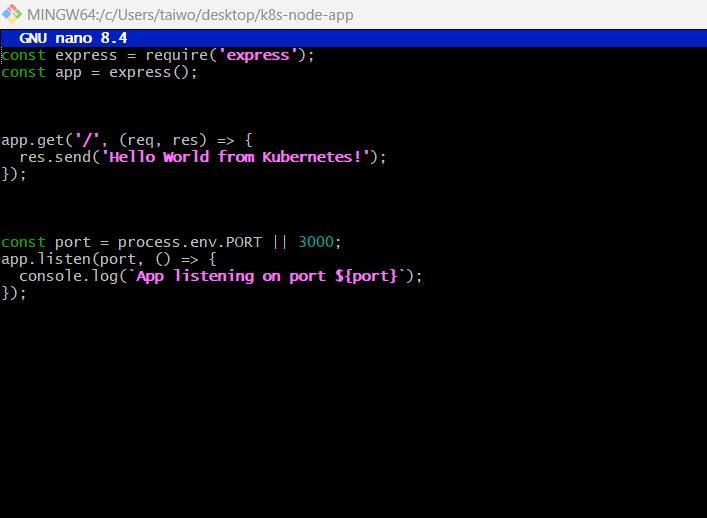 MINGW64:/c/Users/taiwo/desktop/k8s-node-app
GNU nano 8.4
const express = require('express');
const app = express();
app.get('/', (req, res) => {
  res.send('Hello World from Kubernetes!');
});
const port = process.env.PORT || 3000;
app.listen(port, () => {
  console.log(`App listening on port ${port}`);
});